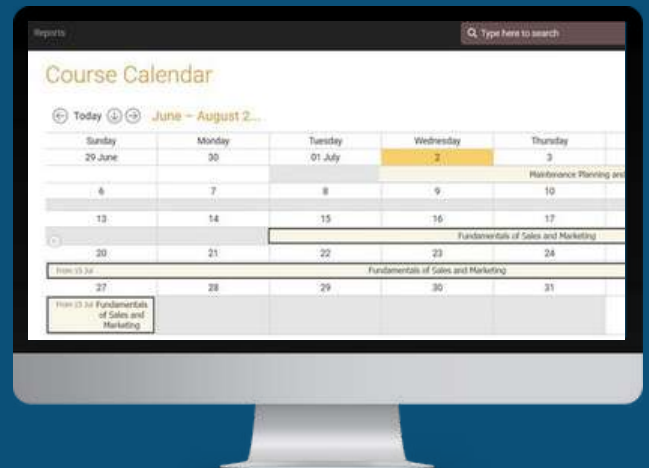 Reports
Type here to search
Course Calendar
Today June – August 2...
Sunday Monday Tuesday Wednesday Thursday
29 June 30 01 July 2 3
Maintenance Planning and
6 7 8 9 10
13 14 15 16 17
Fundamentals of Sales and Marketing
20 21 22 23 24
From 15 Jul Fundamentals of Sales and Marketing
27 28 29 30 31
From 15 Jul Fundamentals
of Sales and
Marketing